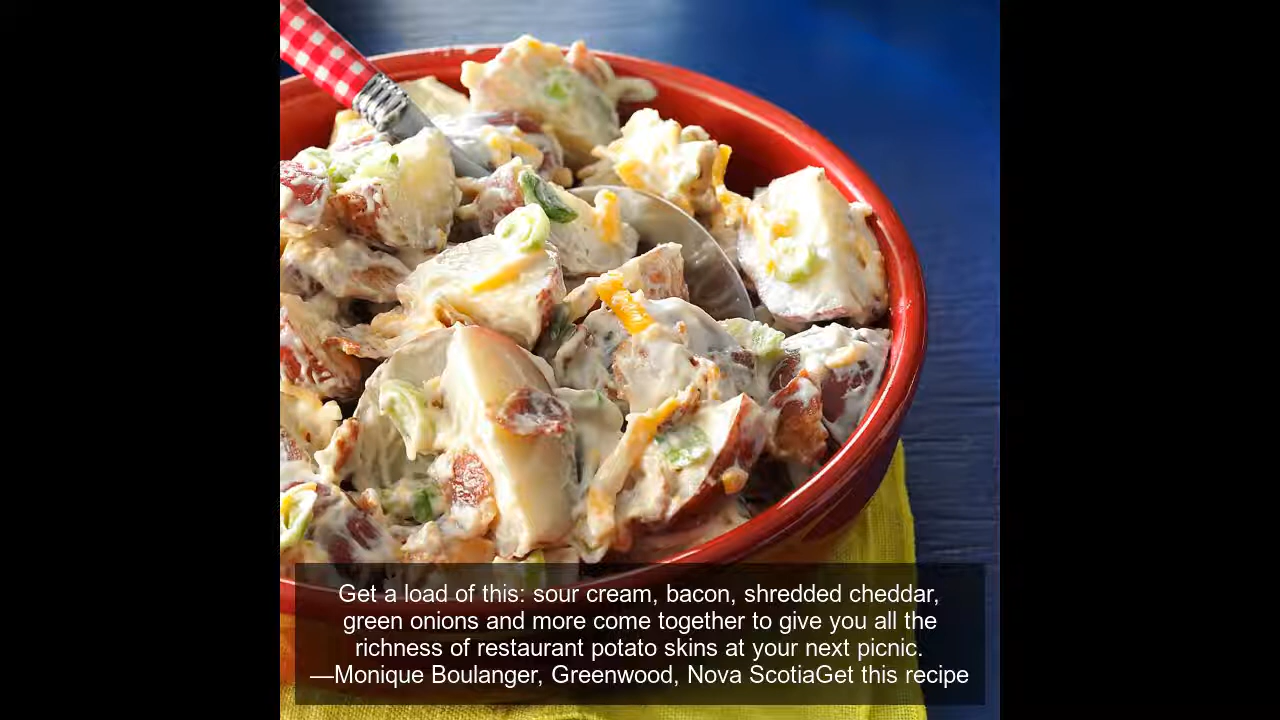 Get a load of this: sour cream, bacon, shredded cheddar,
green onions and more come together to give you all the
richness of restaurant potato skins at your next picnic.
—Monique Boulanger, Greenwood, Nova ScotiaGet this recipe